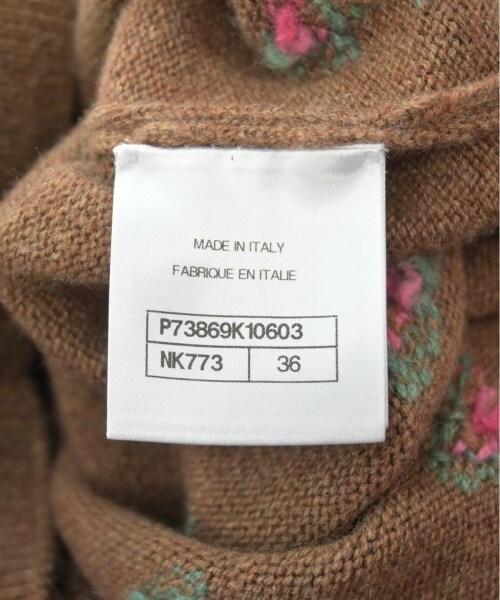 MADE IN ITALY
FABRIQUE EN ITALIE
P73869K10603
NK773 36